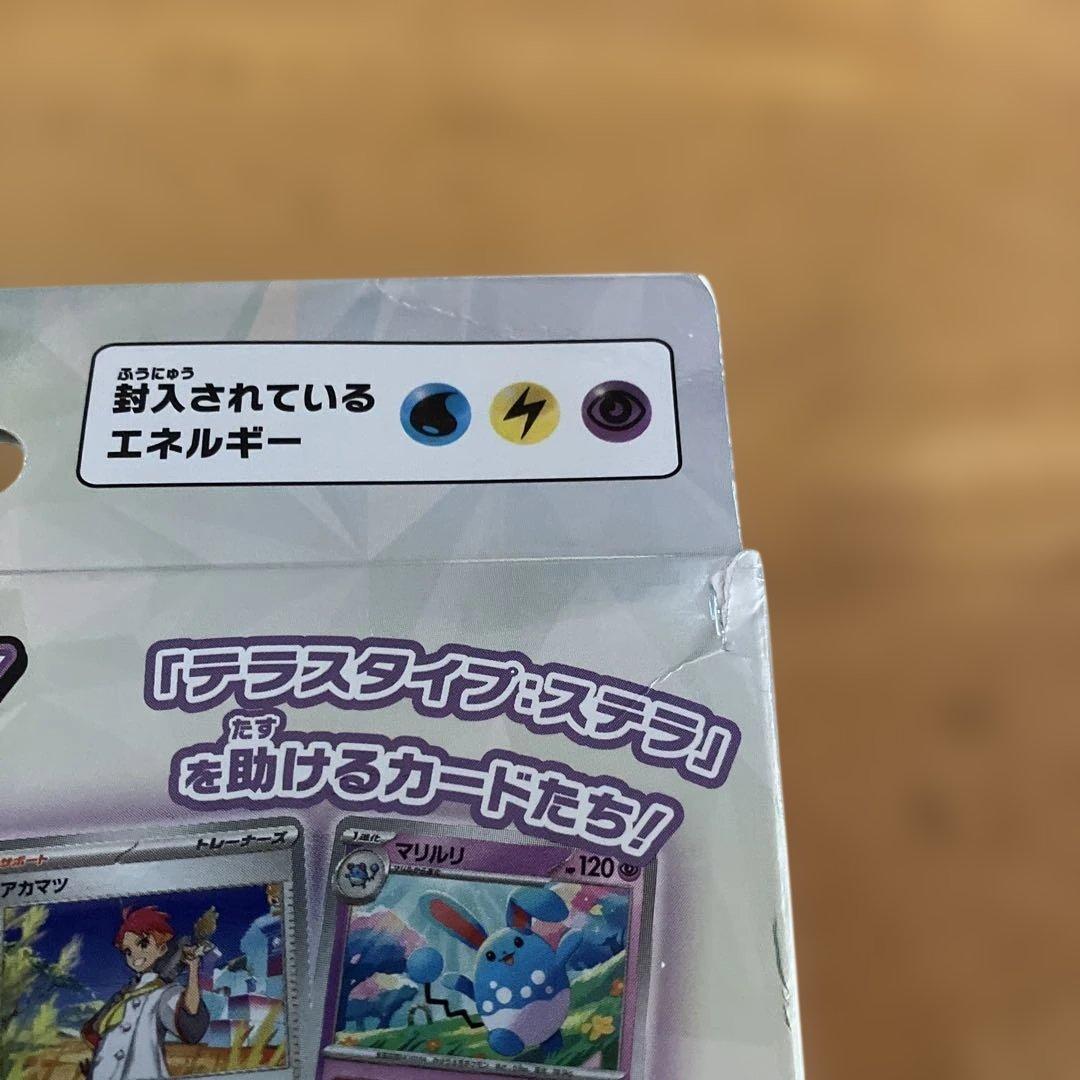 ふうにゅう
封入されている
エネルギー
「テラスタイプ:ステラ」
たす
を助けるカードたち!
サポート
トレーナーズ
アカマツ
1進化
マリルリ
HP120